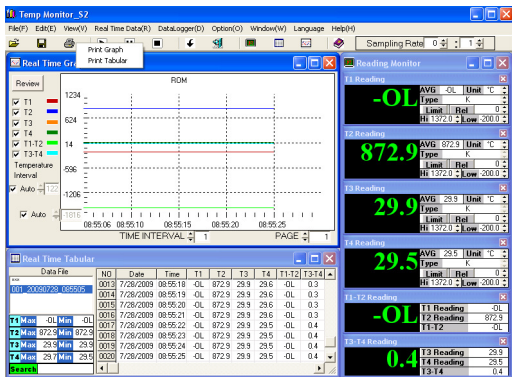 Temp Monitor_S2
File(F) Edit(E) View(V) Real Time Data(R) DataLogger(D) Option(O) Window(W) Language Help(H)
Sampling Rate 0 : 1
Print Graph
Print Tabular
Real Time Gra
Review
ROM
T1
T2
T3
T4
T1-T2
T3-T4
Temperature
Interval
Auto 122
Auto -1816
1234
624
14
-596
-1206
08:55:06 08:55:10 08:55:15 08:55:20 08:55:25
TIME INTERVAL 1 PAGE 1
Real Time Tabular
Data File
***
001_20090728_085505
T1 Max -OL Min -OL
T2 Max 872.9 Min 872.9
T3 Max 29.9 Min 29.9
T4 Max 29.7 Min 29.5
Search
NO Date Time T1 T2 T3 T4 T1-T2 T3-T4
0013 7/28/2009 08:55:18 -OL 872.9 29.9 29.6 -OL 0.3
0014 7/28/2009 08:55:19 -OL 872.9 29.9 29.6 -OL 0.3
0015 7/28/2009 08:55:20 -OL 872.9 29.9 29.6 -OL 0.3
0016 7/28/2009 08:55:21 -OL 872.9 29.9 29.6 -OL 0.3
0017 7/28/2009 08:55:22 -OL 872.9 29.9 29.5 -OL 0.4
0018 7/28/2009 08:55:23 -OL 872.9 29.9 29.5 -OL 0.4
0019 7/28/2009 08:55:24 -OL 872.9 29.9 29.5 -OL 0.4
0020 7/28/2009 08:55:25 -OL 872.9 29.9 29.5 -OL 0.4
Reading Monitor
T1 Reading
-OL
AVG -OL Unit °C
Type K
Limit Rel 0
Hi 1372.0 Low -200.0
T2 Reading
872.9
AVG 872.9 Unit °C
Type K
Limit Rel 0
Hi 1372.0 Low -200.0
T3 Reading
29.9
AVG 29.9 Unit °C
Type K
Limit Rel 0
Hi 1372.0 Low -200.0
T4 Reading
29.5
AVG 29.5 Unit °C
Type K
Limit Rel 0
Hi 1372.0 Low -200.0
T1-T2 Reading
-OL
T1 Reading -OL
T2 Reading 872.9
T1-T2 -OL
T3-T4 Reading
0.4
T3 Reading 29.9
T4 Reading 29.5
T3-T4 0.4